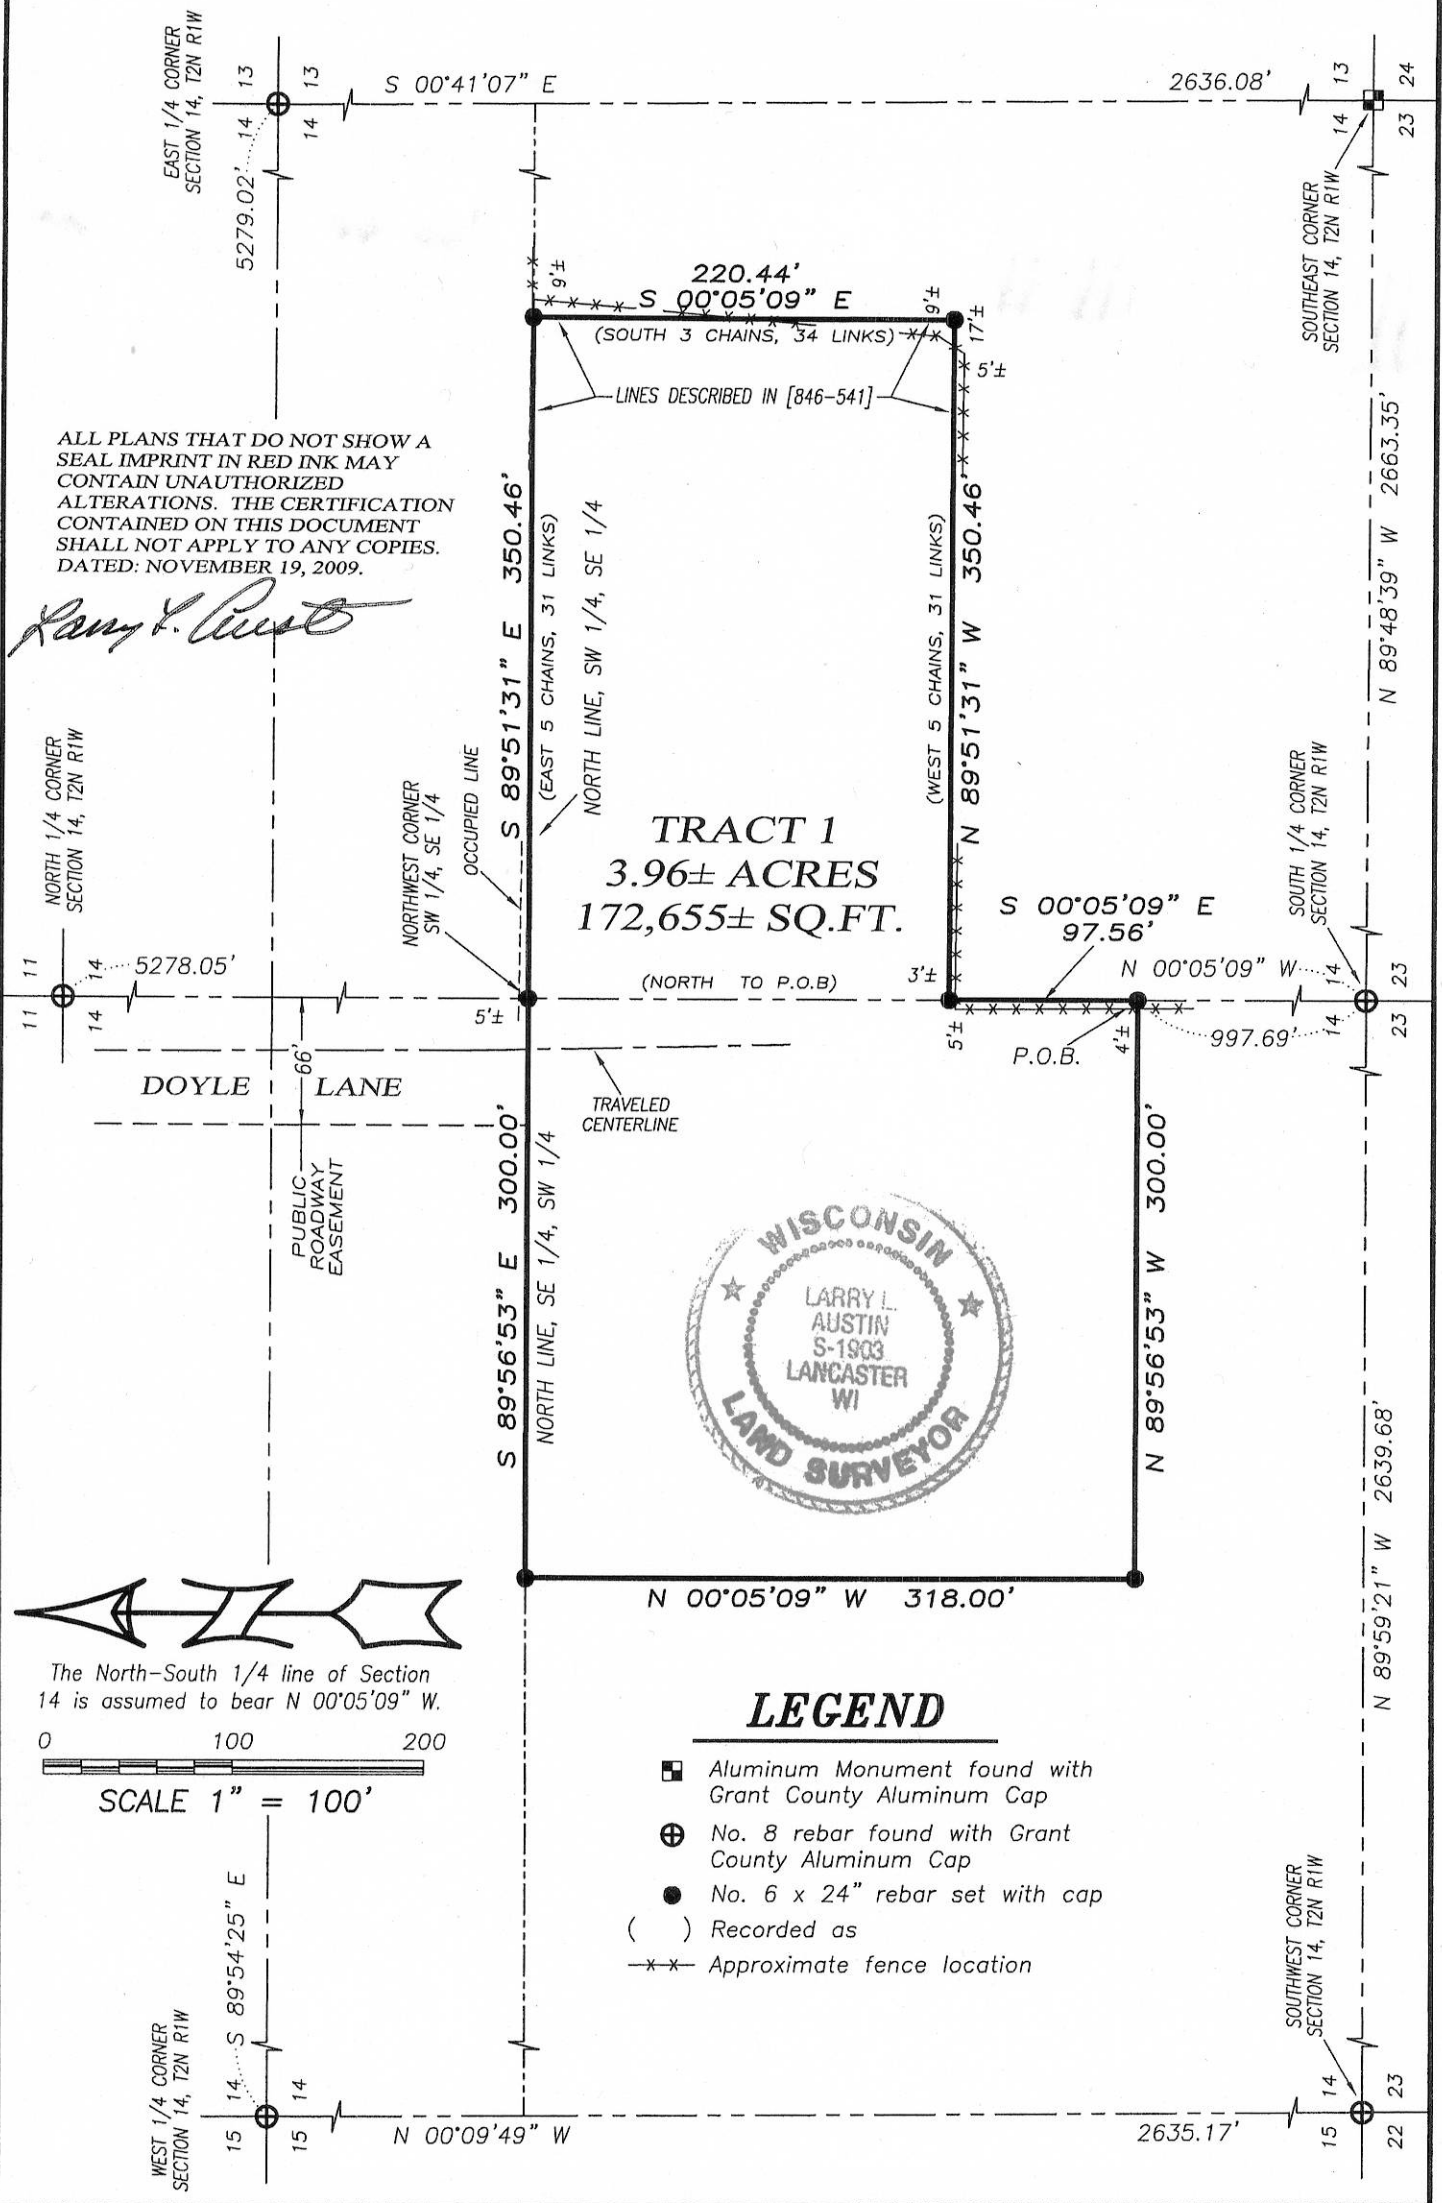 EAST 1/4 CORNER
SECTION 14, T2N R1W
13
13
14
14
S 00°41'07" E
2636.08'
13
24
14
23
5279.02'
SOUTHEAST CORNER
SECTION 14, T2N R1W
9'±
220.44'
S 00°05'09" E
(SOUTH 3 CHAINS, 34 LINKS)
9'±
17'±
5'±
LINES DESCRIBED IN [846-541]
ALL PLANS THAT DO NOT SHOW A
SEAL IMPRINT IN RED INK MAY
CONTAIN UNAUTHORIZED
ALTERATIONS. THE CERTIFICATION
CONTAINED ON THIS DOCUMENT
SHALL NOT APPLY TO ANY COPIES.
DATED: NOVEMBER 19, 2009.
Larry L. Austin
S 89°51'31" E 350.46'
(EAST 5 CHAINS, 31 LINKS)
NORTH LINE, SW 1/4, SE 1/4
(WEST 5 CHAINS, 31 LINKS)
N 89°51'31" W 350.46'
N 89°48'39" W 2663.35'
NORTH 1/4 CORNER
SECTION 14, T2N R1W
NORTHWEST CORNER
SW 1/4, SE 1/4
OCCUPIED LINE
TRACT 1
3.96± ACRES
172,655± SQ.FT.
SOUTH 1/4 CORNER
SECTION 14, T2N R1W
S 00°05'09" E
97.56'
11
14
5278.05'
11
14
(NORTH TO P.O.B)
3'±
N 00°05'09" W
14
23
14
23
5'±
5'±
P.O.B.
4'±
997.69'
DOYLE LANE
66'
TRAVELED
CENTERLINE
PUBLIC
ROADWAY
EASEMENT
S 89°56'53" E 300.00'
NORTH LINE, SE 1/4, SW 1/4
N 89°56'53" W 300.00'
WISCONSIN
LARRY L.
AUSTIN
S-1903
LANCASTER
WI
LAND SURVEYOR
N 89°59'21" W 2639.68'
N 00°05'09" W 318.00'
The North-South 1/4 line of Section
14 is assumed to bear N 00°05'09" W.
0 100 200
SCALE 1" = 100'
LEGEND
Aluminum Monument found with
Grant County Aluminum Cap
No. 8 rebar found with Grant
County Aluminum Cap
No. 6 x 24" rebar set with cap
( ) Recorded as
Approximate fence location
S 89°54'25" E
WEST 1/4 CORNER
SECTION 14, T2N R1W
14
14
15
15
N 00°09'49" W
2635.17'
SOUTHWEST CORNER
SECTION 14, T2N R1W
14
23
15
22